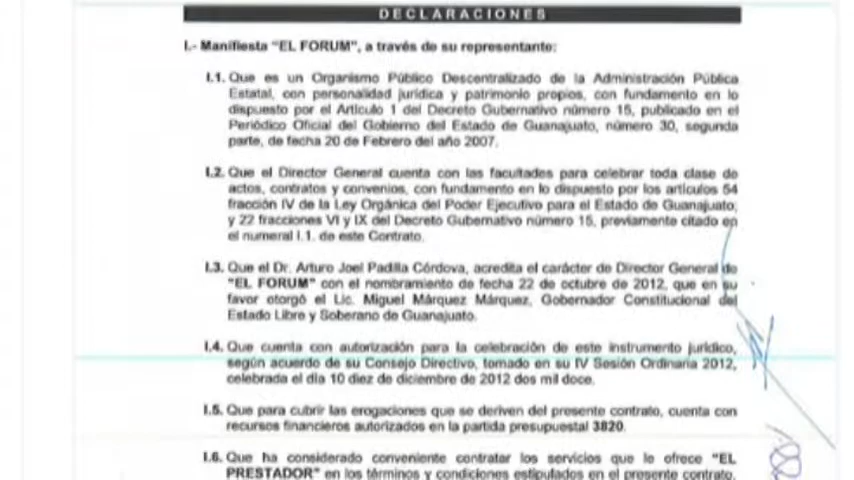 DECLARACIONES
I.- Manifiesta "EL FORUM", a través de su representante:
I.1. Que es un Organismo Público Descentralizado de la Administración Pública
Estatal, con personalidad jurídica y patrimonio propios, con fundamento en lo
dispuesto por el Artículo 1 del Decreto Gubernativo número 15, publicado en el
Periódico Oficial del Gobierno del Estado de Guanajuato, número 30, segunda
parte, de fecha 20 de Febrero del año 2007.
I.2. Que el Director General cuenta con las facultades para celebrar toda clase de
actos, contratos y convenios, con fundamento en lo dispuesto por los artículos 54
fracción IV de la Ley Orgánica del Poder Ejecutivo para el Estado de Guanajuato;
y 22 fracciones VI y IX del Decreto Gubernativo número 15, previamente citado en
el numeral I.1. de este Contrato.
I.3. Que el Dr. Arturo Joel Padilla Córdova, acredita el carácter de Director General de
"EL FORUM" con el nombramiento de fecha 22 de octubre de 2012, que en su
favor otorgó el Lic. Miguel Márquez Márquez, Gobernador Constitucional del
Estado Libre y Soberano de Guanajuato.
I.4. Que cuenta con autorización para la celebración de este instrumento jurídico,
según acuerdo de su Consejo Directivo, tomado en su IV Sesión Ordinaria 2012,
celebrada el día 10 diez de diciembre de 2012 dos mil doce.
I.5. Que para cubrir las erogaciones que se deriven del presente contrato, cuenta con
recursos financieros autorizados en la partida presupuestal 3820.
I.6. Que ha considerado conveniente contratar los servicios que le ofrece "EL
PRESTADOR" en los términos y condiciones estipulados en el presente contrato.